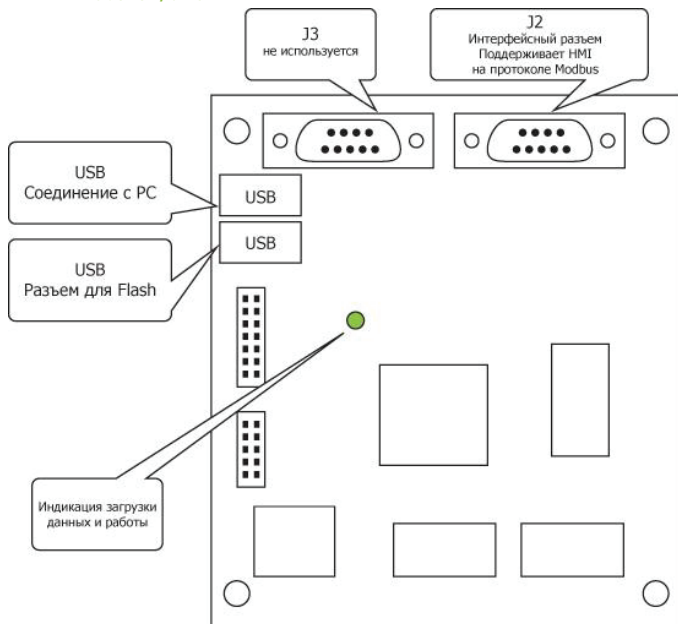 J3
не используется
J2
Интерфейсный разъем
Поддерживает HMI
на протоколе Modbus
USB
Соединение с PC
USB
USB
USB
Разъем для Flash
Индикация загрузки
данных и работы